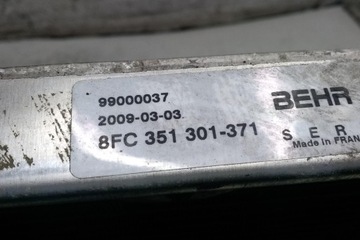 99000037
2009-03-03
8FC 351 301-371
BEHR
S E R
Made in FRAN